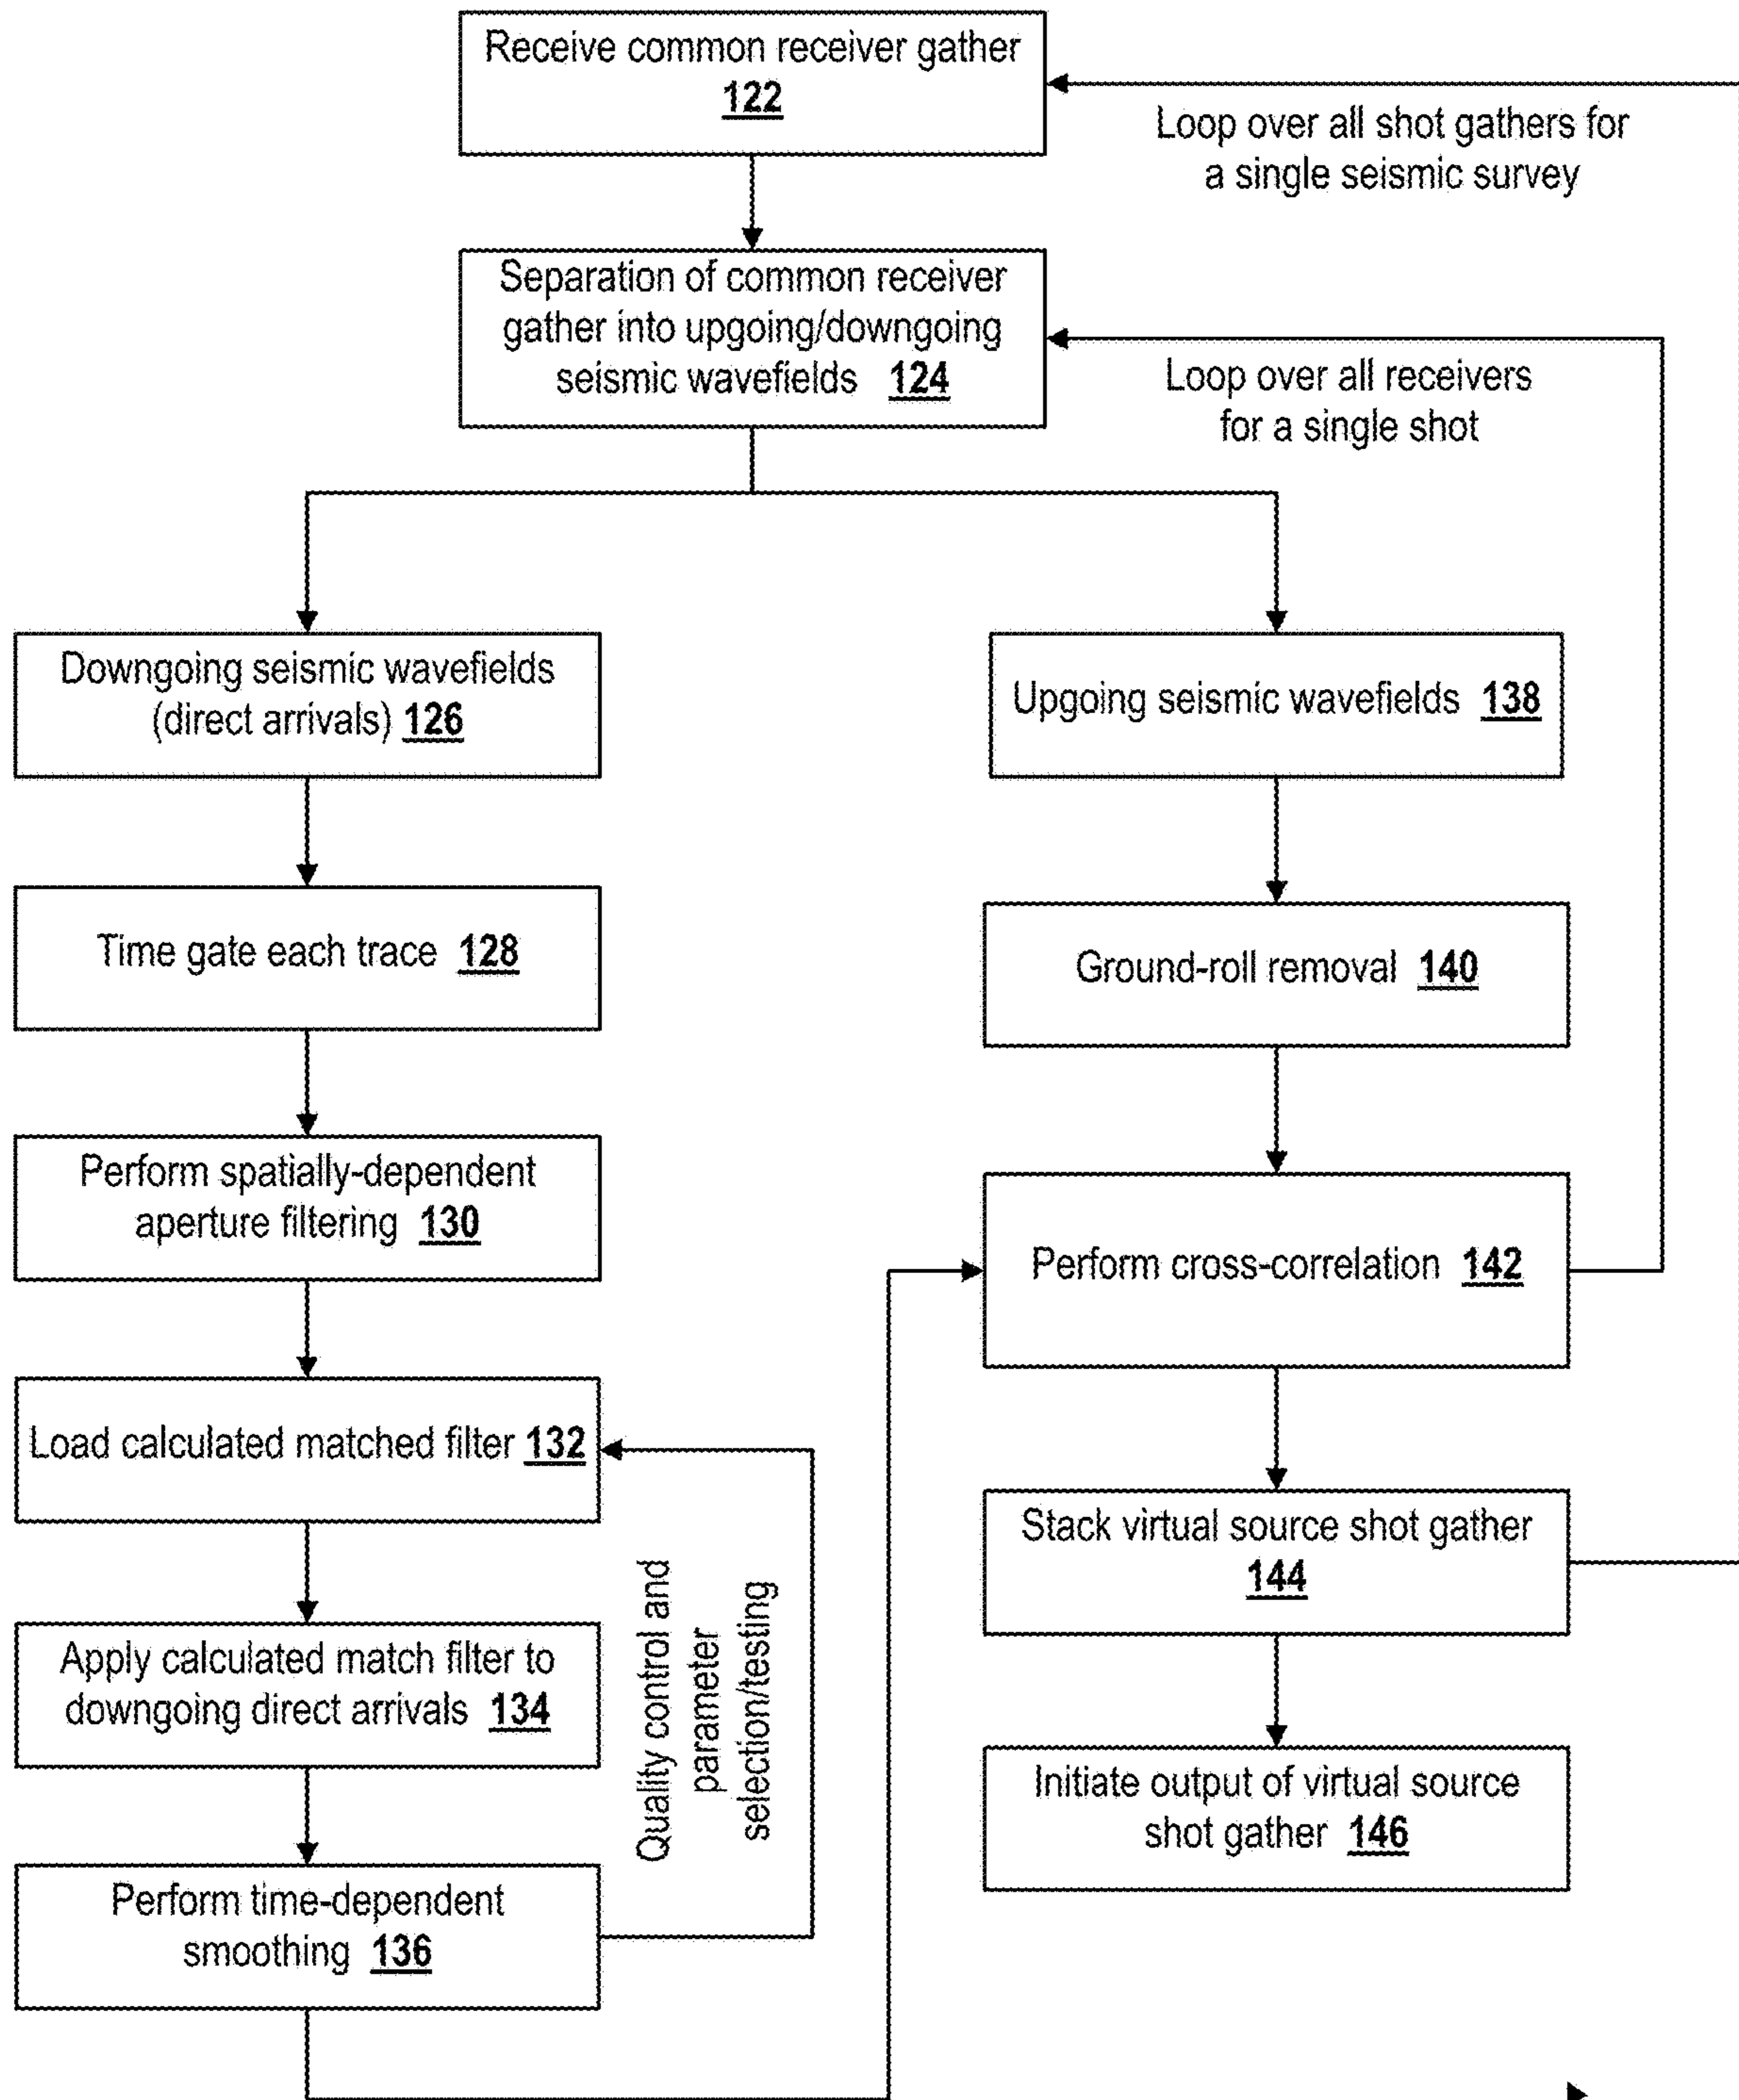 Receive common receiver gather
122
Loop over all shot gathers for
a single seismic survey
Separation of common receiver
gather into upgoing/downgoing
seismic wavefields 124
Loop over all receivers
for a single shot
Downgoing seismic wavefields
(direct arrivals) 126
Time gate each trace 128
Perform spatially-dependent
aperture filtering 130
Load calculated matched filter 132
Apply calculated match filter to
downgoing direct arrivals 134
Perform time-dependent
smoothing 136
Quality control and
parameter
selection/testing
Upgoing seismic wavefields 138
Ground-roll removal 140
Perform cross-correlation 142
Stack virtual source shot gather
144
Initiate output of virtual source
shot gather 146